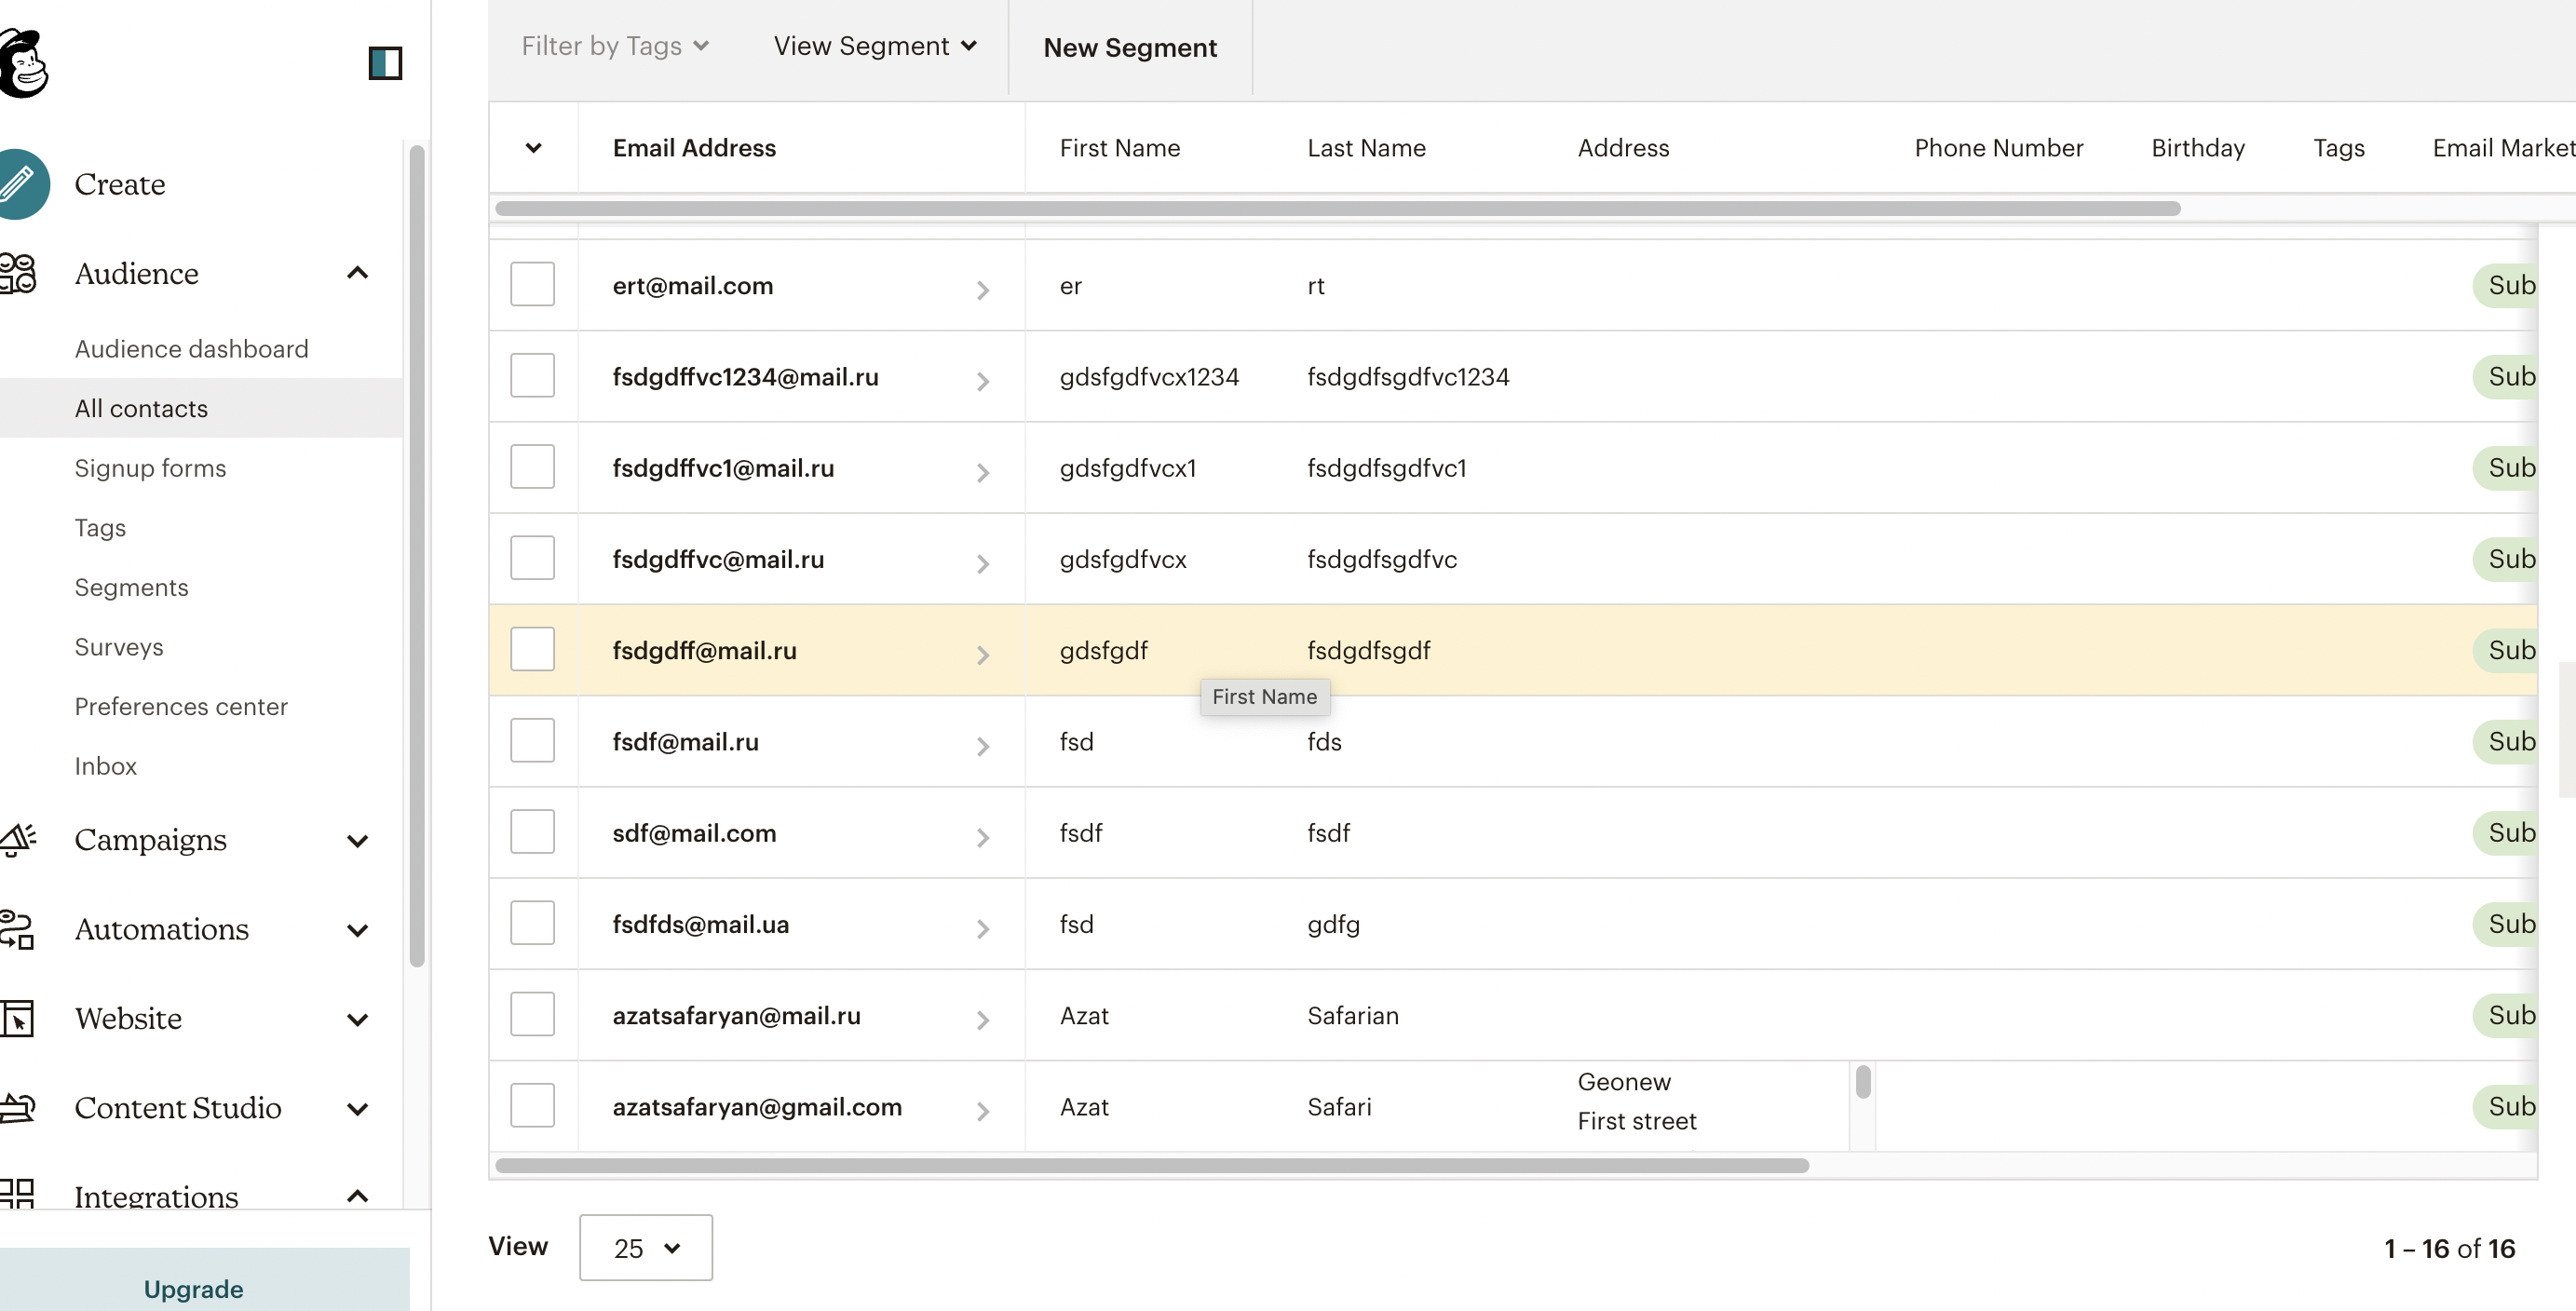 Filter by Tags View Segment New Segment
Email Address First Name Last Name Address Phone Number Birthday Tags Email Market
Create
Audience
Audience dashboard
All contacts
Signup forms
Tags
Segments
Surveys
Preferences center
Inbox
Campaigns
Automations
Website
Content Studio
Integrations
Upgrade
ert@mail.com er rt Sub
fsdgdffvc1234@mail.ru gdsfgdfvcx1234 fsdgdfsgdfvc1234 Sub
fsdgdffvc1@mail.ru gdsfgdfvcx1 fsdgdfsgdfvc1 Sub
fsdgdffvc@mail.ru gdsfgdfvcx fsdgdfsgdfvc Sub
fsdgdff@mail.ru gdsfgdf fsdgdfsgdf Sub
First Name
fsdf@mail.ru fsd fds Sub
sdf@mail.com fsdf fsdf Sub
fsdfds@mail.ua fsd gdfg Sub
azatsafaryan@mail.ru Azat Safarian Sub
azatsafaryan@gmail.com Azat Safari Geonew Sub
First street
View 25 1 – 16 of 16